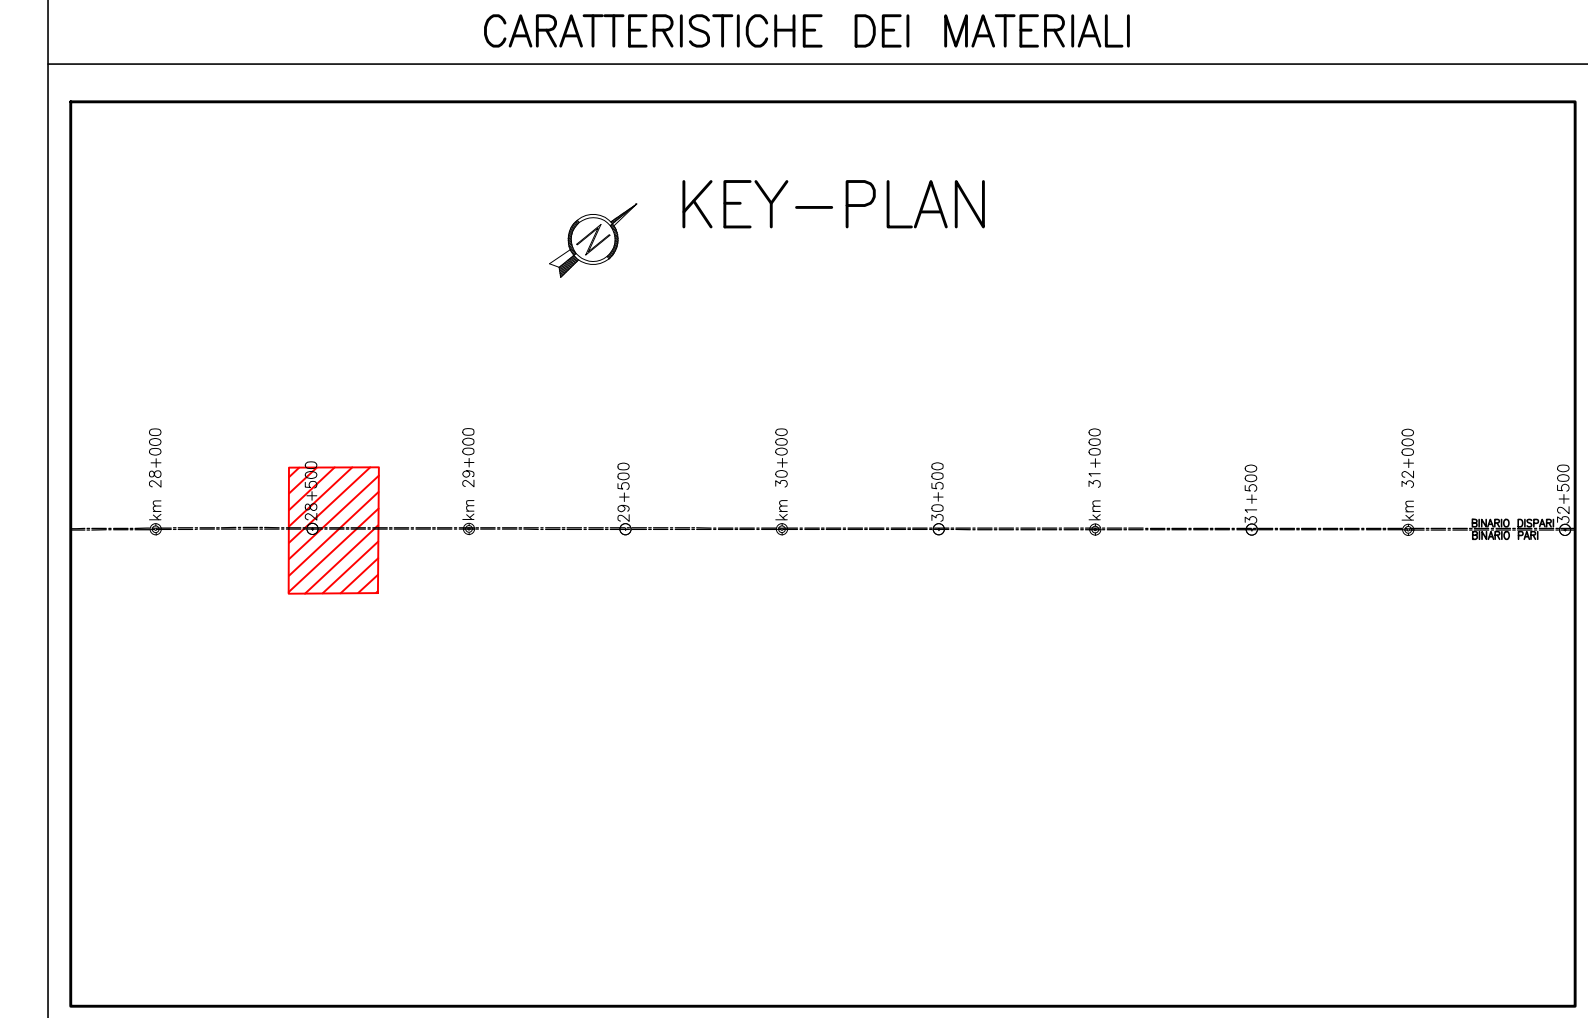 CARATTERISTICHE DEI MATERIALI
KEY-PLAN
N
km 28+000
28+500
km 29+000
29+500
km 30+000
30+500
km 31+000
31+500
km 32+000
32+500
BINARIO DISPARI
BINARIO PARI